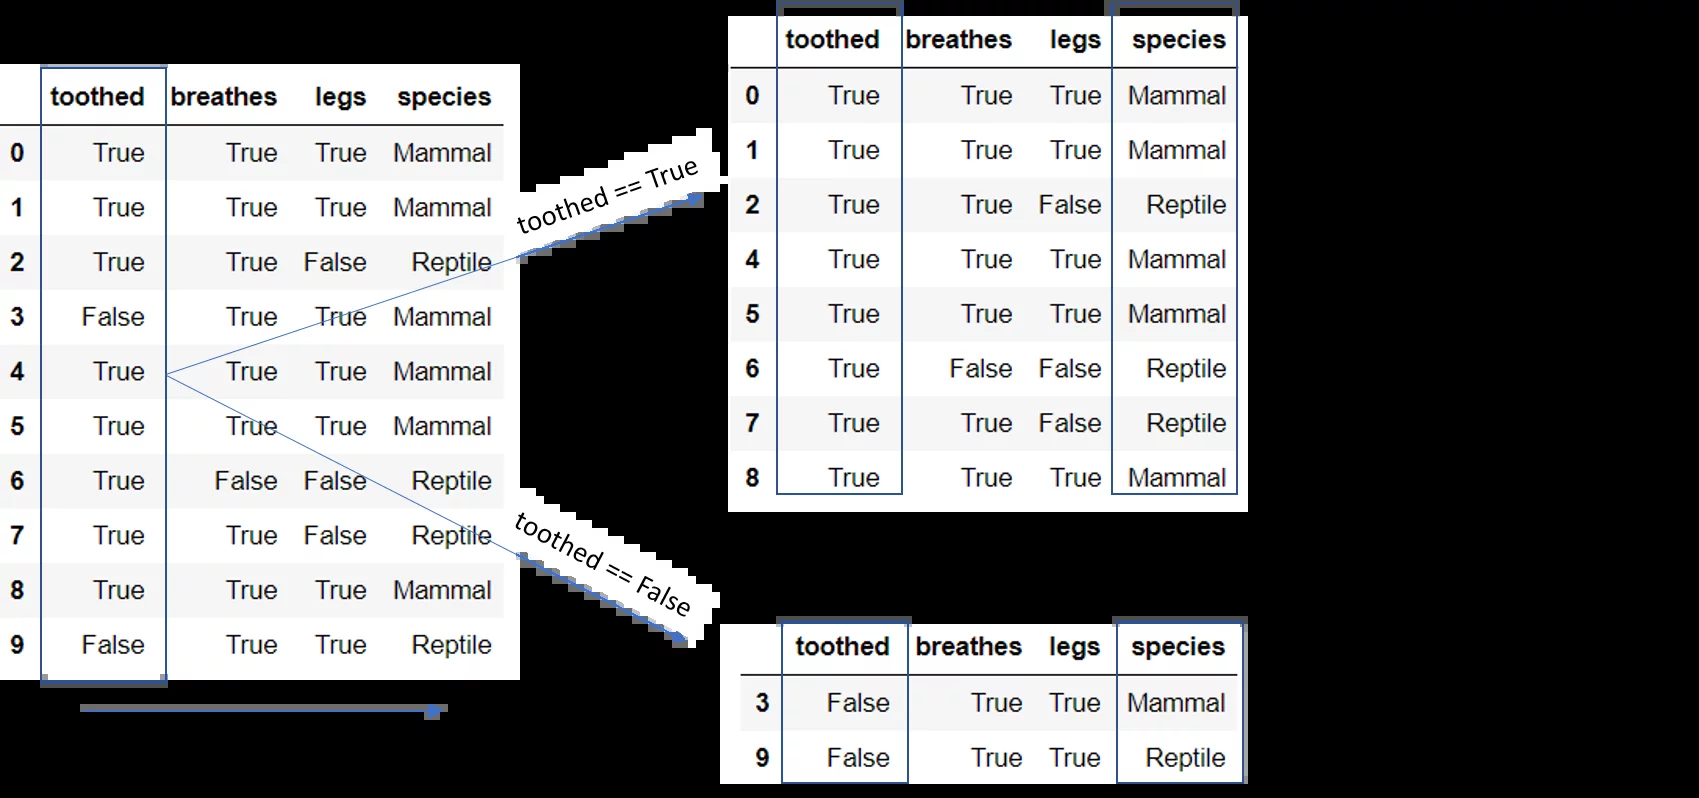 toothed breathes legs species
0 True True True Mammal
1 True True True Mammal
2 True True False Reptile
3 False True True Mammal
4 True True True Mammal
5 True True True Mammal
6 True False False Reptile
7 True True False Reptile
8 True True True Mammal
9 False True True Reptile
toothed == True
toothed == False
toothed breathes legs species
0 True True True Mammal
1 True True True Mammal
2 True True False Reptile
4 True True True Mammal
5 True True True Mammal
6 True False False Reptile
7 True True False Reptile
8 True True True Mammal
toothed breathes legs species
3 False True True Mammal
9 False True True Reptile